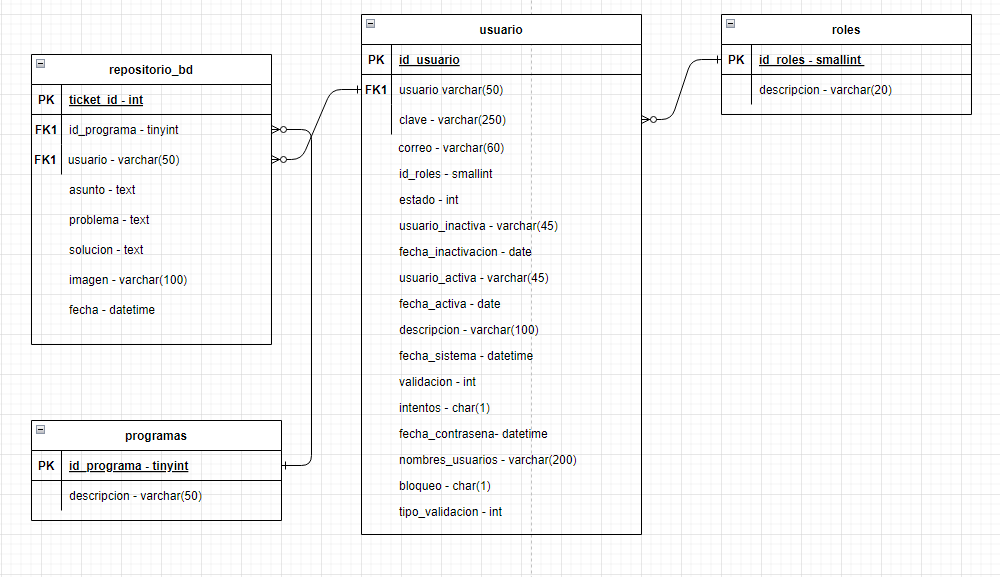 repositorio_bd
PK ticket_id - int
FK1 id_programa - tinyint
FK1 usuario - varchar(50)
asunto - text
problema - text
solucion - text
imagen - varchar(100)
fecha - datetime
programas
PK id_programa - tinyint
descripcion - varchar(50)
usuario
PK id_usuario
FK1 usuario varchar(50)
clave - varchar(250)
correo - varchar(60)
id_roles - smallint
estado - int
usuario_inactiva - varchar(45)
fecha_inactivacion - date
usuario_activa - varchar(45)
fecha_activa - date
descripcion - varchar(100)
fecha_sistema - datetime
validacion - int
intentos - char(1)
fecha_contrasena- datetime
nombres_usuarios - varchar(200)
bloqueo - char(1)
tipo_validacion - int
roles
PK id_roles - smallint
descripcion - varchar(20)